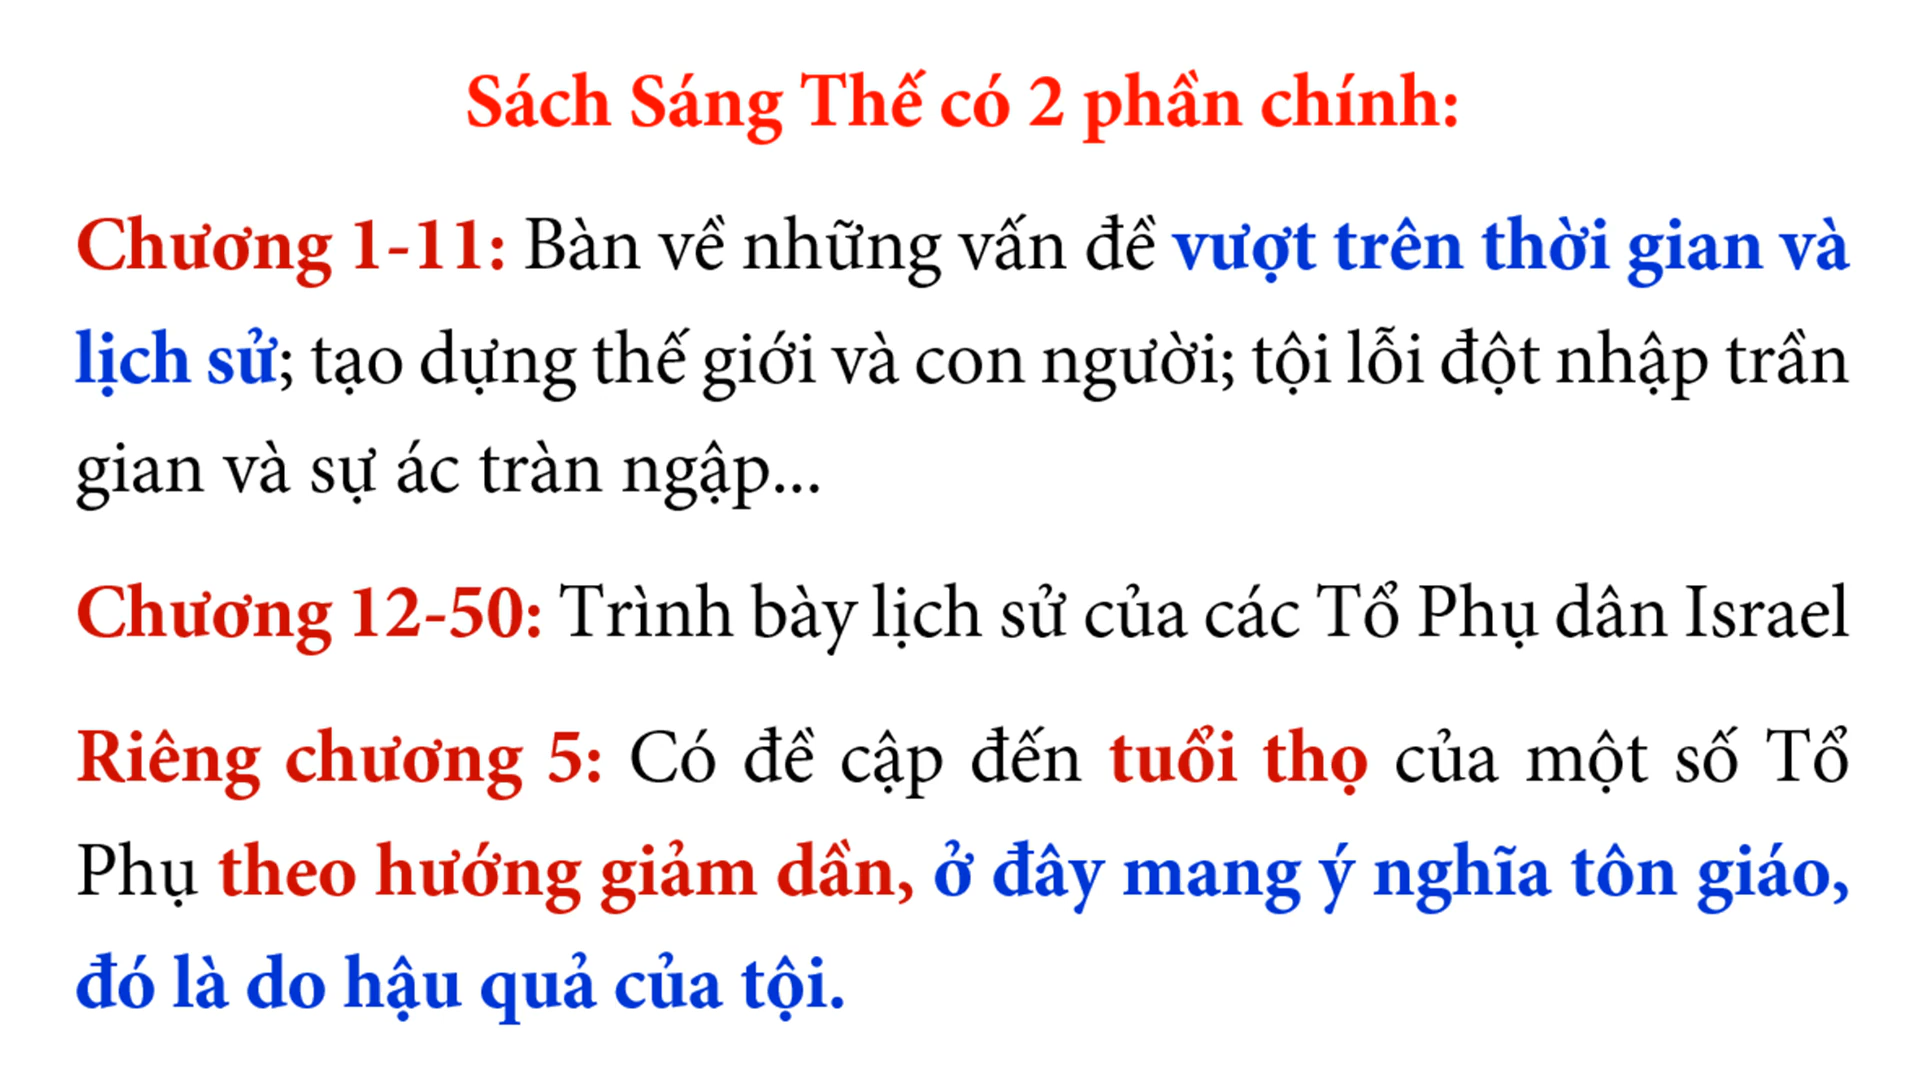 Sách Sáng Thế có 2 phần chính:
Chương 1-11: Bàn về những vấn đề vượt trên thời gian và
lịch sử; tạo dựng thế giới và con người; tội lỗi đột nhập trần
gian và sự ác tràn ngập...
Chương 12-50: Trình bày lịch sử của các Tổ Phụ dân Israel
Riêng chương 5: Có đề cập đến tuổi thọ của một số Tổ
Phụ theo hướng giảm dần, ở đây mang ý nghĩa tôn giáo,
đó là do hậu quả của tội.